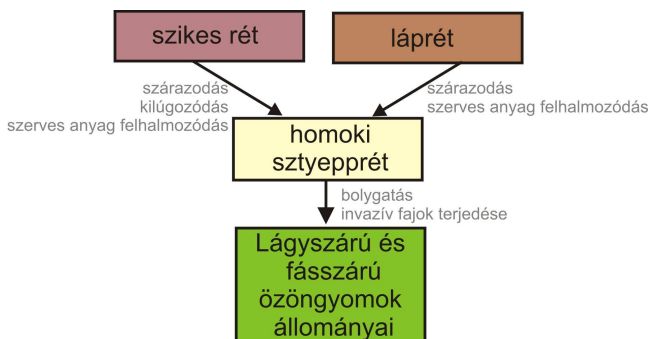 szikes rét
láprét
szárazodás
kilúgozódás
szerves anyag felhalmozódás
szárazodás
szerves anyag felhalmozódás
homoki
sztyepprét
bolygatás
invazív fajok terjedése
Lágyszárú és
fásszárú
özöngyomok
állományai